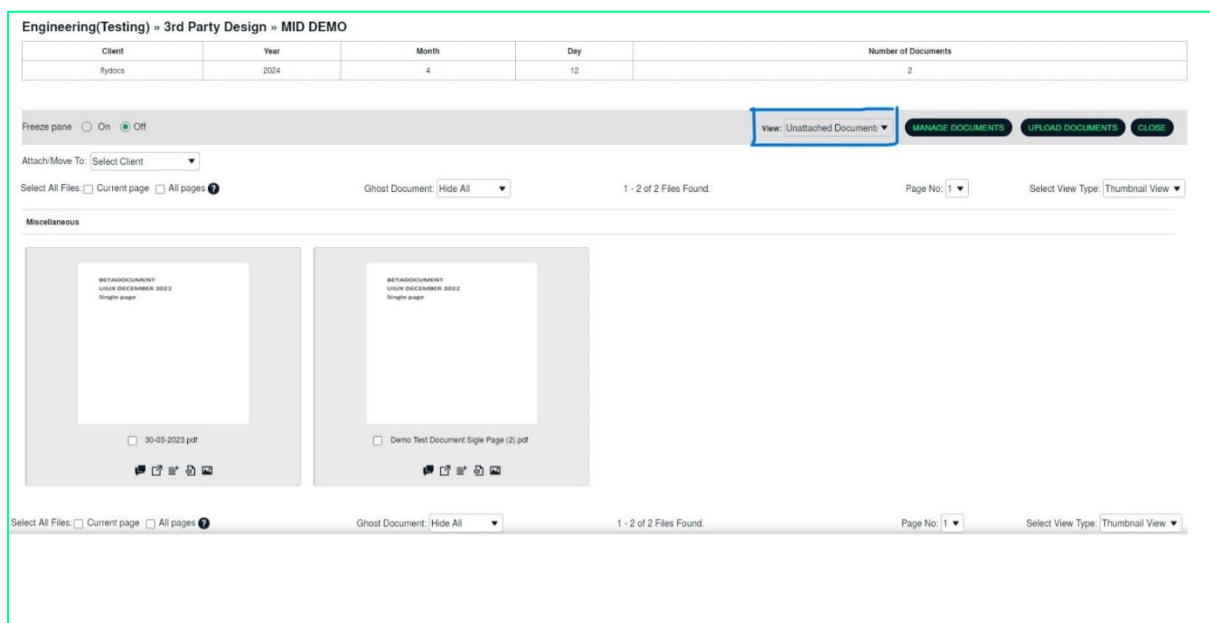 Engineering(Testing) » 3rd Party Design » MID DEMO
Client Year Month Day Number of Documents
flydocs 2024 4 12 2
Freeze pane On Off View: Unattached Document: MANAGE DOCUMENTS UPLOAD DOCUMENTS CLOSE
Attach/Move To: Select Client
Select All Files: Current page All pages ? Ghost Document: Hide All 1 - 2 of 2 Files Found. Page No: 1 Select View Type: Thumbnail View
Miscellaneous
BETADOCUMENT BETADOCUMENT
UIUX DECEMBER 2022 UIUX DECEMBER 2022
Single page Single page
30-03-2023.pdf Demo Test Document Sigle Page (2).pdf
Select All Files: Current page All pages ? Ghost Document: Hide All 1 - 2 of 2 Files Found. Page No: 1 Select View Type: Thumbnail View